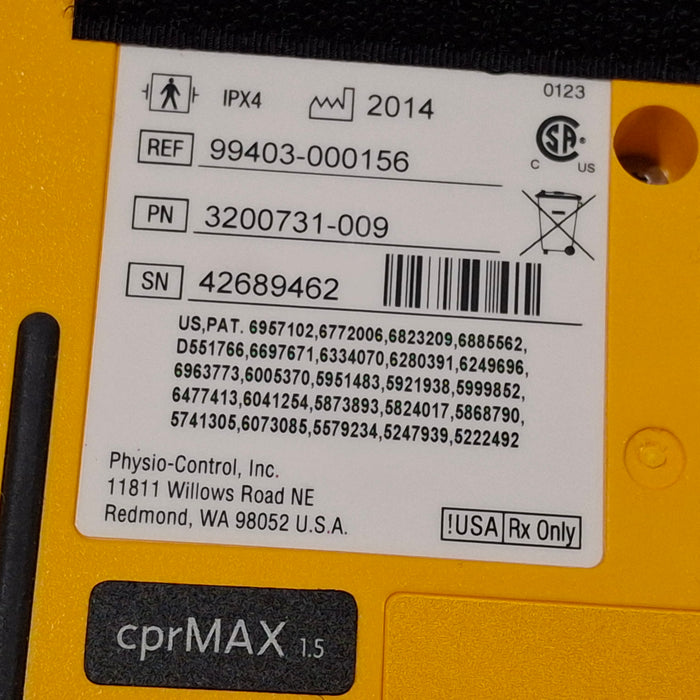 IPX4
2014
0123
REF 99403-000156
CSA
C US
PN 3200731-009
SN 42689462
US,PAT. 6957102,6772006,6823209,6885562,
D551766,6697671,6334070,6280391,6249696,
6963773,6005370,5951483,5921938,5999852,
6477413,6041254,5873893,5824017,5868790,
5741305,6073085,5579234,5247939,5222492
Physio-Control, Inc.
11811 Willows Road NE
Redmond, WA 98052 U.S.A.
!USA Rx Only
cprMAX 1.5